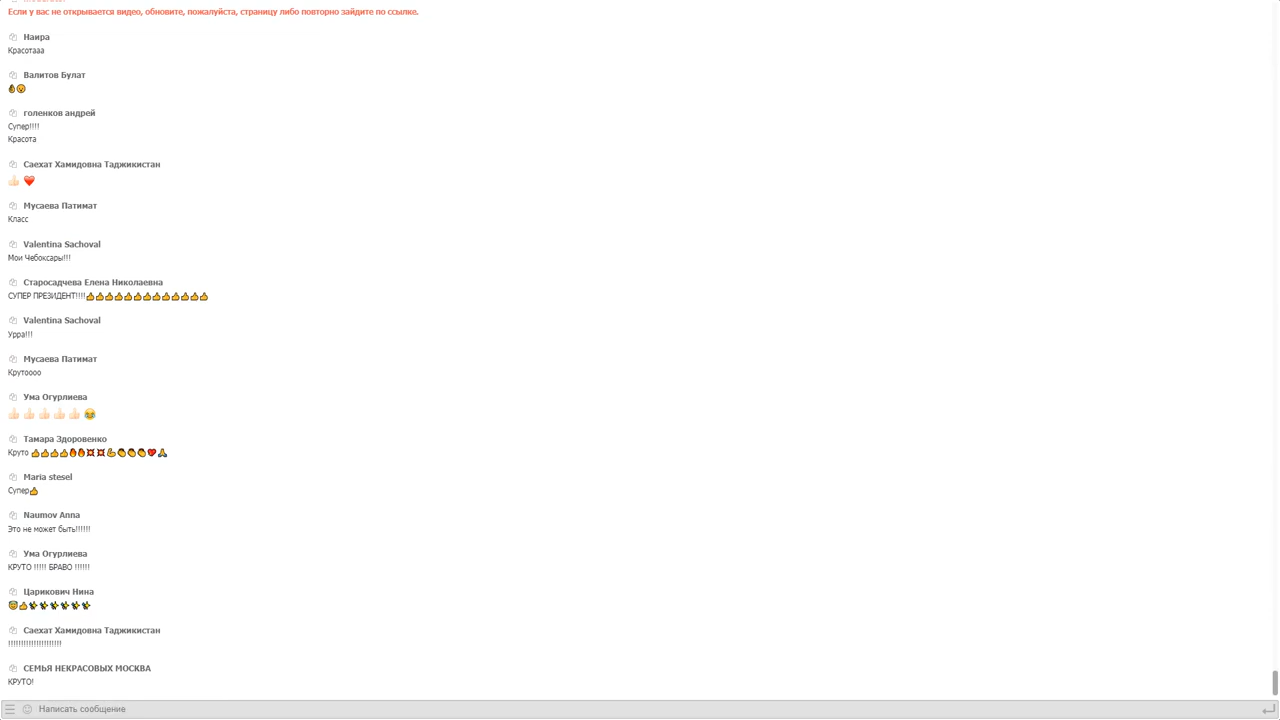 Если у вас не открывается видео, обновите, пожалуйста, страницу либо повторно зайдите по ссылке.
Наира
Красотааа
Валитов Булат
голенков андрей
Супер!!!!
Красота
Саехат Хамидовна Таджикистан
Мусаева Патимат
Класс
Valentina Sachoval
Мои Чебоксары!!!
Старосадчева Елена Николаевна
СУПЕР ПРЕЗИДЕНТ!!!!
Valentina Sachoval
Урра!!!
Мусаева Патимат
Крутоооо
Ума Огурлиева
Тамара Здоровенко
Круто
Maria stesel
Супер
Naumov Anna
Это не может быть!!!!!!
Ума Огурлиева
КРУТО !!!!! БРАВО !!!!!!
Царикович Нина
Саехат Хамидовна Таджикистан
!!!!!!!!!!!!!!!!!!!!!
СЕМЬЯ НЕКРАСОВЫХ МОСКВА
КРУТО!
Написать сообщение